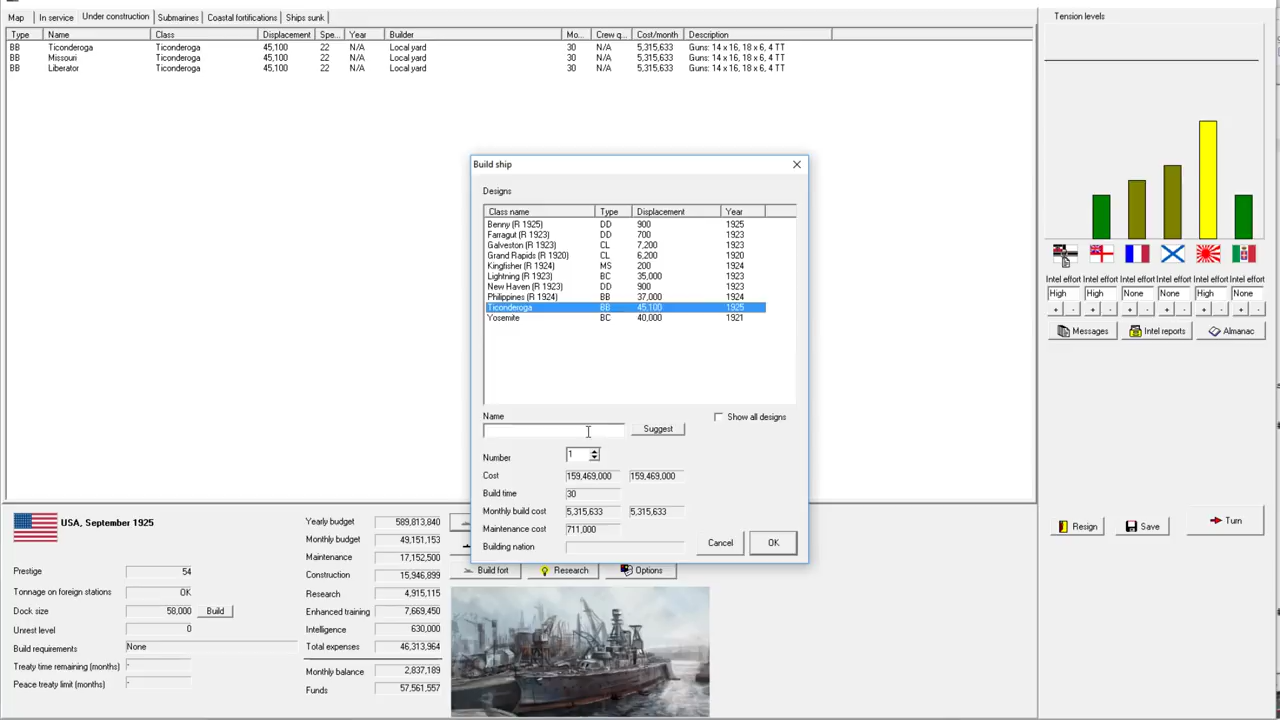 Map In service Under construction Submarines Coastal fortifications Ships sunk
Type Name Class Displacement Spe... Year Builder Mo... Crew q... Cost/month Description
BB Ticonderoga Ticonderoga 45,100 22 N/A Local yard 30 N/A 5,315,633 Guns: 14 x 16, 18 x 6, 4 TT
BB Missouri Ticonderoga 45,100 22 N/A Local yard 30 N/A 5,315,633 Guns: 14 x 16, 18 x 6, 4 TT
BB Liberator Ticonderoga 45,100 22 N/A Local yard 30 N/A 5,315,633 Guns: 14 x 16, 18 x 6, 4 TT
Build ship
Designs
Class name Type Displacement Year
Benny (R 1925) DD 900 1925
Farragut (R 1923) DD 700 1923
Galveston (R 1923) CL 7,200 1923
Grand Rapids (R 1920) CL 6,200 1920
Kingfisher (R 1924) MS 200 1924
Lightning (R 1923) BC 35,000 1923
New Haven (R 1923) DD 900 1923
Philippines (R 1924) BB 37,000 1924
Ticonderoga BB 45,100 1925
Yosemite BC 40,000 1921
Name
Show all designs
Suggest
Number 1
Cost 159,469,000 159,469,000
Build time 30
Monthly build cost 5,315,633 5,315,633
Maintenance cost 711,000
Building nation
Cancel OK
Tension levels
Intel effort Intel effort Intel effort Intel effort Intel effort Intel effort
High High None None High None
+ - + - + - + - + - + -
Messages Intel reports Almanac
Resign Save Turn
USA, September 1925
Prestige 54
Tonnage on foreign stations OK
Dock size 58,000 Build
Unrest level 0
Build requirements None
Treaty time remaining (months) -
Peace treaty limit (months) -
Yearly budget 589,813,840
Monthly budget 49,151,153
Maintenance 17,152,500
Construction 15,946,899
Research 4,915,115
Enhanced training 7,669,450
Intelligence 630,000
Total expenses 46,313,964
Monthly balance 2,837,189
Funds 57,561,557
Build fort Research Options